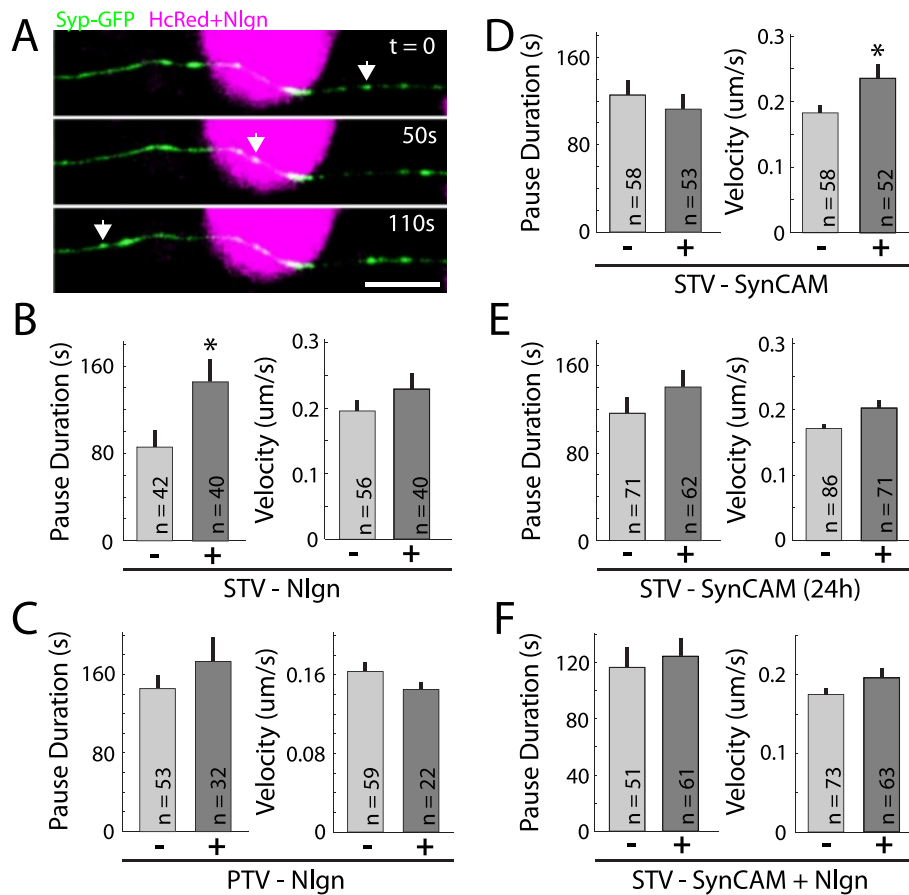 A
Syp-GFP HcRed+Nlgn
t = 0
50s
110s
B
Pause Duration (s)
160
80
0
n = 42
n = 40
*
- +
Velocity (um/s)
0.3
0.2
0.1
0
n = 56
n = 40
- +
STV - Nlgn
C
Pause Duration (s)
160
80
0
n = 53
n = 32
- +
Velocity (um/s)
0.16
0.08
0
n = 59
n = 22
- +
PTV - Nlgn
D
Pause Duration (s)
160
80
0
n = 58
n = 53
- +
Velocity (um/s)
0.3
0.2
0.1
0
n = 58
n = 52
*
- +
STV - SynCAM
E
Pause Duration (s)
160
80
0
n = 71
n = 62
- +
Velocity (um/s)
0.3
0.2
0.1
0
n = 86
n = 71
- +
STV - SynCAM (24h)
F
Pause Duration (s)
120
80
40
0
n = 51
n = 61
- +
Velocity (um/s)
0.2
0.1
0
n = 73
n = 63
- +
STV - SynCAM + Nlgn